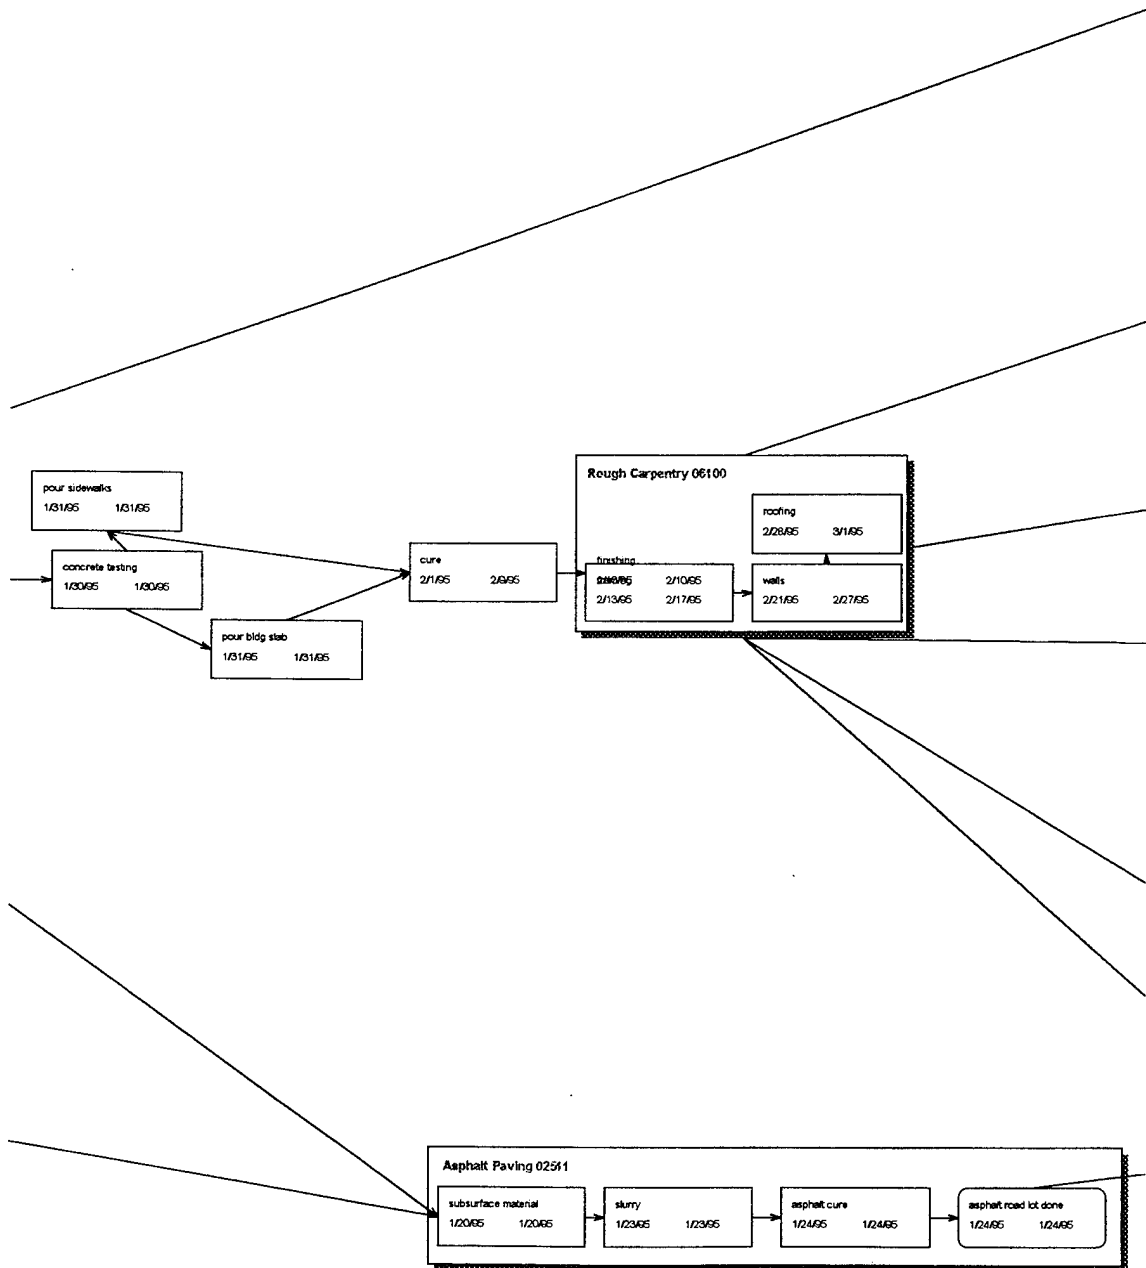 pour sidewalks
1/31/95 1/31/95
concrete testing
1/30/95 1/30/95
pour bldg slab
1/31/95 1/31/95
cure
2/1/95 2/9/95
Rough Carpentry 06100
roofing
2/28/95 3/1/95
finishing
2/10/95
2/13/95 2/17/95
walls
2/21/95 2/27/95
Asphalt Paving 02511
subsurface material
1/20/95 1/20/95
slurry
1/23/95 1/23/95
asphalt cure
1/24/95 1/24/95
asphalt road lot done
1/24/95 1/24/95